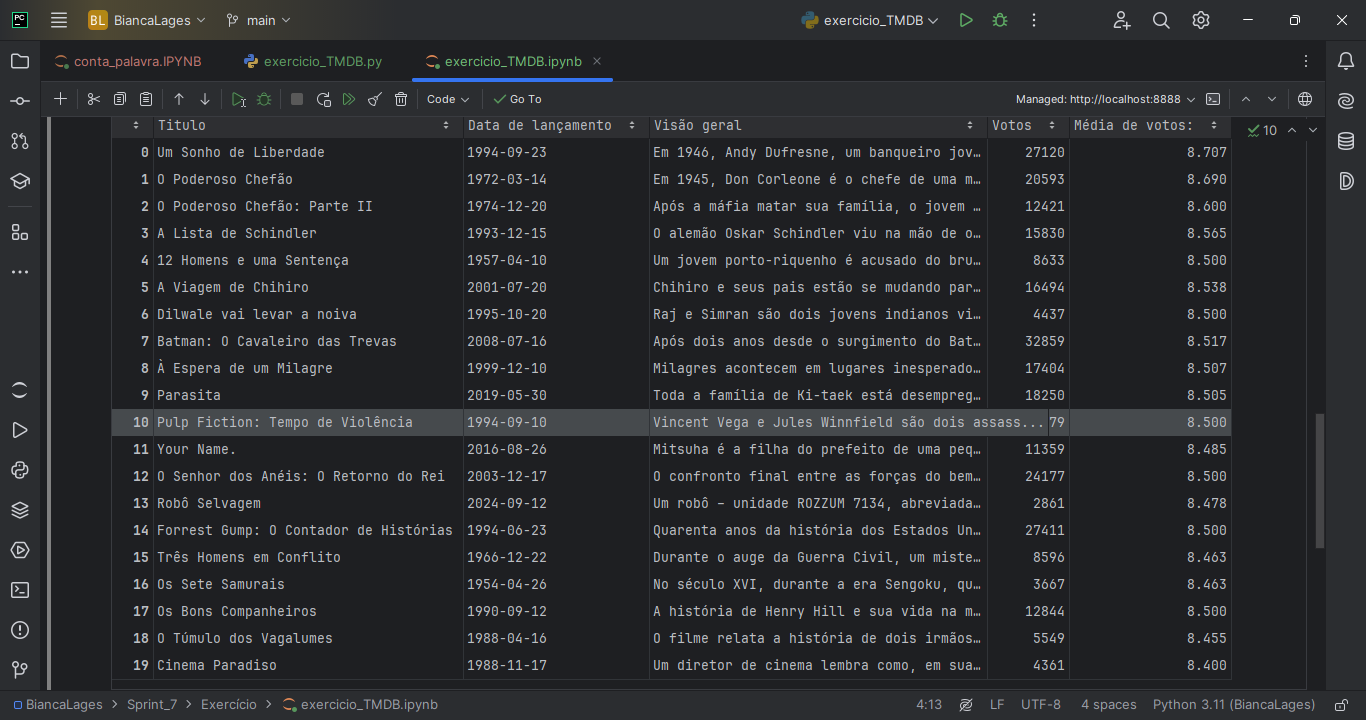 PC BL BiancaLages main exercicio_TMDB
conta_palavra.IPYNB exercicio_TMDB.py exercicio_TMDB.ipynb
Code Go To Managed: http://localhost:8888
Titulo Data de lançamento Visão geral Votos Média de votos: 10
0 Um Sonho de Liberdade 1994-09-23 Em 1946, Andy Dufresne, um banqueiro jov… 27120 8.707
1 O Poderoso Chefão 1972-03-14 Em 1945, Don Corleone é o chefe de uma m… 20593 8.690
2 O Poderoso Chefão: Parte II 1974-12-20 Após a máfia matar sua família, o jovem … 12421 8.600
3 A Lista de Schindler 1993-12-15 O alemão Oskar Schindler viu na mão de o… 15830 8.565
4 12 Homens e uma Sentença 1957-04-10 Um jovem porto-riquenho é acusado do bru… 8633 8.500
5 A Viagem de Chihiro 2001-07-20 Chihiro e seus pais estão se mudando par… 16494 8.538
6 Dilwale vai levar a noiva 1995-10-20 Raj e Simran são dois jovens indianos vi… 4437 8.500
7 Batman: O Cavaleiro das Trevas 2008-07-16 Após dois anos desde o surgimento do Bat… 32859 8.517
8 À Espera de um Milagre 1999-12-10 Milagres acontecem em lugares inesperado… 17404 8.507
9 Parasita 2019-05-30 Toda a família de Ki-taek está desempreg… 18250 8.505
10 Pulp Fiction: Tempo de Violência 1994-09-10 Vincent Vega e Jules Winnfield são dois assass... 79 8.500
11 Your Name. 2016-08-26 Mitsuha é a filha do prefeito de uma peq… 11359 8.485
12 O Senhor dos Anéis: O Retorno do Rei 2003-12-17 O confronto final entre as forças do bem… 24177 8.500
13 Robô Selvagem 2024-09-12 Um robô – unidade ROZZUM 7134, abreviada… 2861 8.478
14 Forrest Gump: O Contador de Histórias 1994-06-23 Quarenta anos da história dos Estados Un… 27411 8.500
15 Três Homens em Conflito 1966-12-22 Durante o auge da Guerra Civil, um miste… 8596 8.463
16 Os Sete Samurais 1954-04-26 No século XVI, durante a era Sengoku, qu… 3667 8.463
17 Os Bons Companheiros 1990-09-12 A história de Henry Hill e sua vida na m… 12844 8.500
18 O Túmulo dos Vagalumes 1988-04-16 O filme relata a história de dois irmãos… 5549 8.455
19 Cinema Paradiso 1988-11-17 Um diretor de cinema lembra como, em sua… 4361 8.400
BiancaLages > Sprint_7 > Exercício > exercicio_TMDB.ipynb 4:13 LF UTF-8 4 spaces Python 3.11 (BiancaLages)